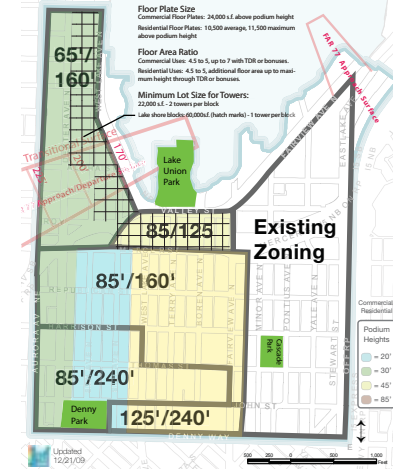 Floor Plate Size
Commercial Floor Plates: 24,000 s.f. above podium height
Residential Floor Plates: 10,500 average, 11,500 maximum
above podium height
Floor Area Ratio
Commercial Uses: 4.5 to 5, up to 7 with TDR or bonuses.
Residential Uses: 4.5 to 5, additional floor area up to maxi-
mum height through TDR or bonuses.
Minimum Lot Size for Towers:
22,000 s.f. - 2 towers per block
Lake shore blocks: 60,000s.f. (hatch marks) - 1 tower per block
65'/
160'
FAR 77 Approach Surface
Transitional
170'
200'
Approach/Departure
Lake
Union
Park
FAIRVIEW AVE N
EASTLAKE AVE
VALLEY ST
85/125
Existing
Zoning
85'/160'
TERRY AVE N
BOREN AVE N
FAIRVIEW AVE N
MINOR AVE N
PONTIUS AVE N
YALE AVE N
HARRISON ST
STEWART ST
AURORA AVE N
Cascade
Park
85'/240'
Denny
Park
125'/240'
JOHN ST
DENNY WAY
Commercial
Residential
Podium
Heights
= 20'
= 30'
= 45'
= 85'
Updated
12/21/09
500 250 0 500 1,000
Feet